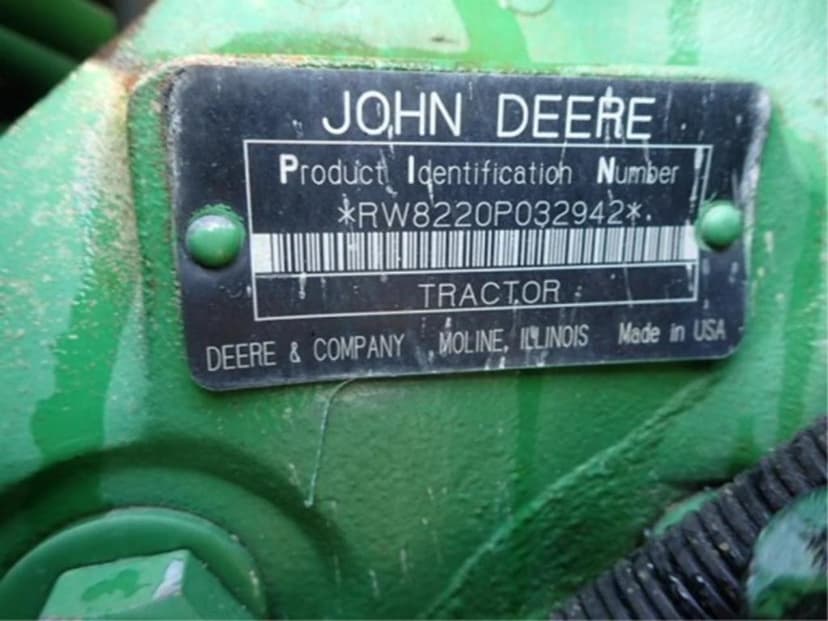 JOHN DEERE
Product Identification Number
*RW8220P032942*
TRACTOR
DEERE & COMPANY MOLINE, ILLINOIS Made in USA